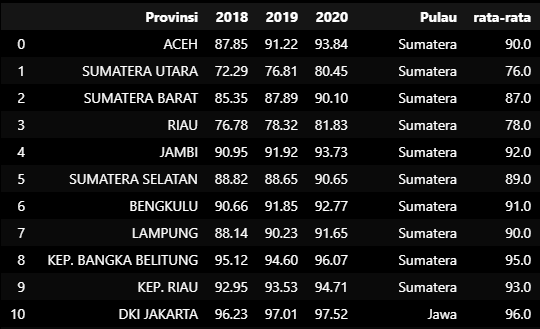 Provinsi 2018 2019 2020 Pulau rata-rata
0 ACEH 87.85 91.22 93.84 Sumatera 90.0
1 SUMATERA UTARA 72.29 76.81 80.45 Sumatera 76.0
2 SUMATERA BARAT 85.35 87.89 90.10 Sumatera 87.0
3 RIAU 76.78 78.32 81.83 Sumatera 78.0
4 JAMBI 90.95 91.92 93.73 Sumatera 92.0
5 SUMATERA SELATAN 88.82 88.65 90.65 Sumatera 89.0
6 BENGKULU 90.66 91.85 92.77 Sumatera 91.0
7 LAMPUNG 88.14 90.23 91.65 Sumatera 90.0
8 KEP. BANGKA BELITUNG 95.12 94.60 96.07 Sumatera 95.0
9 KEP. RIAU 92.95 93.53 94.71 Sumatera 93.0
10 DKI JAKARTA 96.23 97.01 97.52 Jawa 96.0